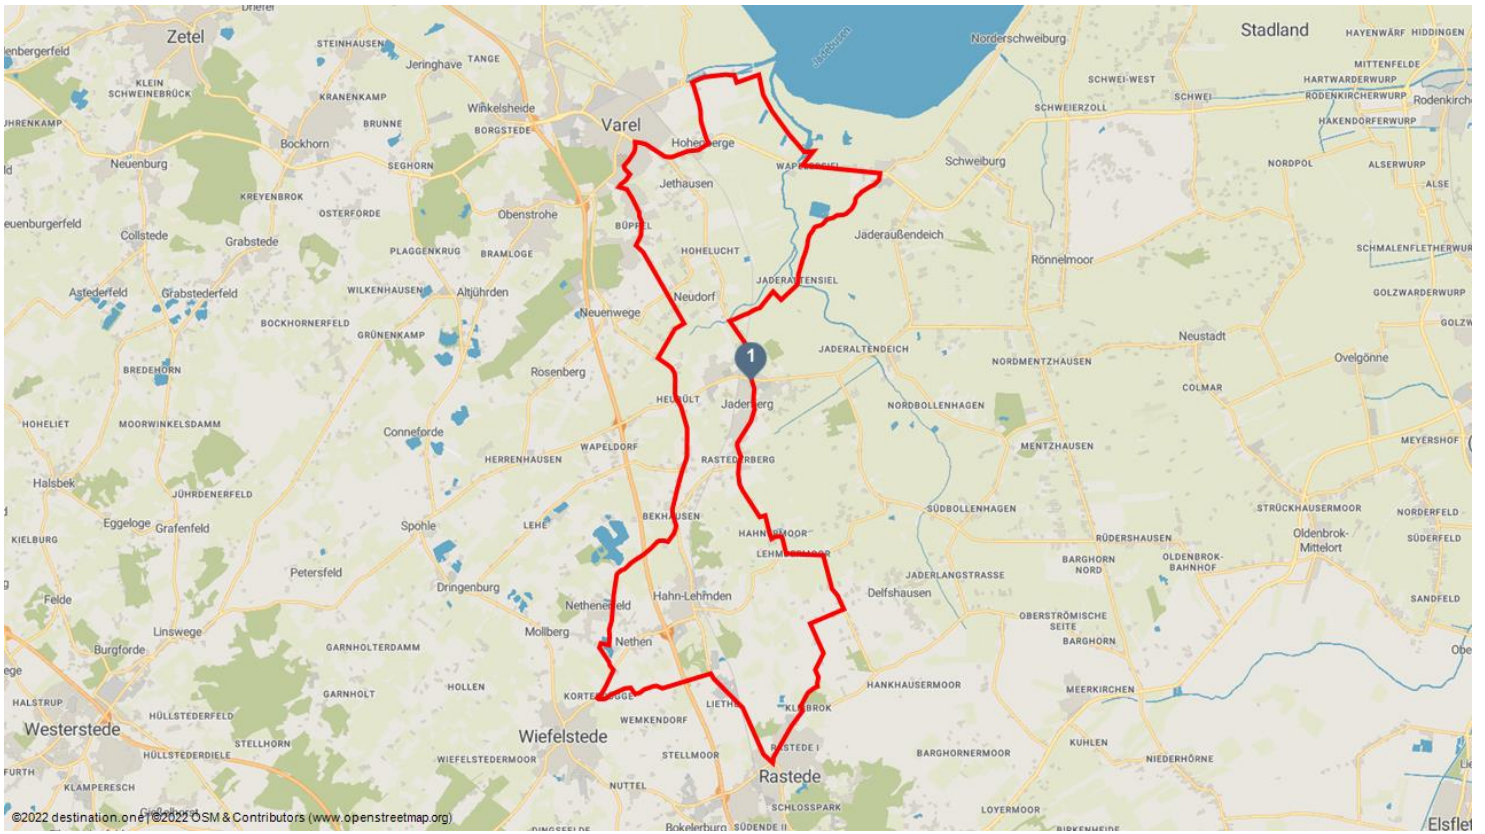 Driefer
Zetel
STEINHAUSEN
TANGE
Jeringhave
Jadebusen
Norderschweiburg
Stadland
HAYENWÄRF
HIDDINGEN
MITTENFELDE
HARTWARDERWURP
RODENKIRCHERWURP
Rodenkirch
HAKENDORFERWURP
SCHWEI-WEST
SCHWEI
SCHWEIERZOLL
KLEIN
SCHWEINEBRÜCK
KRANENKAMP
Winkelsheide
BORGSTEDE
Varel
BRUNNE
Bockhorn
SEGHORN
Neuenburg
KREYENBROK
OSTERFORDE
Obenstrohe
Jethausen
Schweiburg
NORDPOL
ALSERWURP
ALSE
BÜPPEL
Collstede
Grabstede
PLAGGENKRUG
BRAMLOGE
HOHELUCHT
Jaderaußendeich
Rönnelmoor
SCHMALENFLETHERWUR
Astederfeld
Grabstederfeld
WILKENHAUSEN
Altjührden
Neudorf
GOLZWARDERWURP
BOCKHORNERFELD
GRÜNENKAMP
Neuenwege
JADERALTENDEICH
Neustadt
BREDEHORN
Rosenberg
1
NORDMENTZHAUSEN
Ovelgönne
COLMAR
HOHELIET
MOORWINKELSDAMM
Conneforde
NORDBOLLENHAGEN
MENTZHAUSEN
MEYERSHOF
HERRENHAUSEN
WAPELDORF
Halsbek
JÜHRDENERFELD
Eggeloge
Grafenfeld
Spohle
LEHE
SÜDBOLLENHAGEN
STRÜCKHAUSERMOOR
NORDERFELD
KIELBURG
Oldenbrok-
Mittelort
SÜDERFELD
RÜDERSHAUSEN
OLDENBROK-
BAHNHOF
BARGHORN
NORD
JADERLANGSTRASSE
Petersfeld
Dringenburg
Hahn-Lehmden
Delfshausen
Felde
SANDFELD
Linswege
Mollberg
Nethen
OBERSTRÖMISCHE
SEITE
BARGHORN
Burgforde
GARNHOLTERDAMM
HOLLEN
GARNHOLT
HANKHAUSERMOOR
MEERKIRCHEN
HALSTRUP
HÜLLSTEDERFELD
Westerstede
WEMKENDORF
Wiefelstede
STELLHORN
HÜLLSTEDERDIELE
WIEFELSTEDERMOOR
STELLMOOR
BARGHORNERMOOR
KUHLEN
NIEDERHÖRNE
KLAMPERESCH
NUTTEL
Rastede
SCHLOSSPARK
LOYERMOOR
Elsflet
©2022 destination.one | ©2022 OSM & Contributors (www.openstreetmap.org)
Bokelerburg
SÜDENDE II